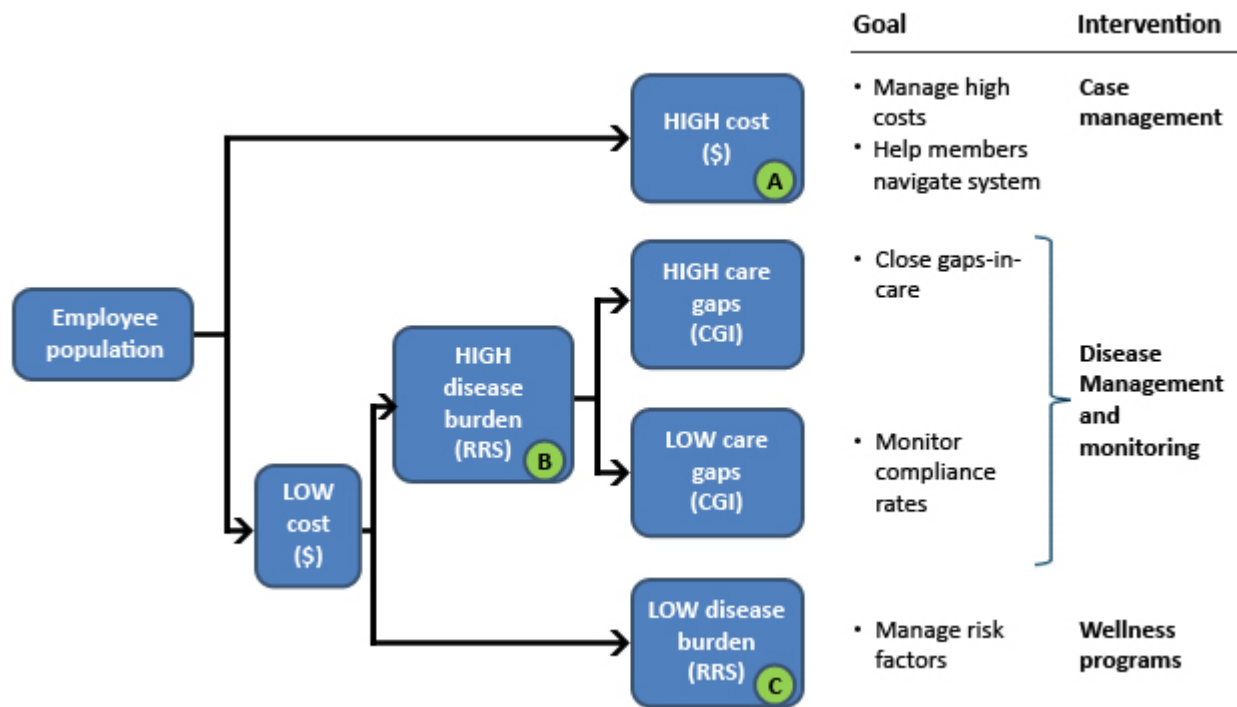 Goal
Intervention
HIGH cost
($)
A
• Manage high
costs
• Help members
navigate system
Case
management
Employee
population
HIGH care
gaps
(CGI)
• Close gaps-in-
care
HIGH
disease
burden
(RRS)
B
Disease
Management
and
monitoring
LOW care
gaps
(CGI)
• Monitor
compliance
rates
LOW
cost
($)
LOW disease
burden
(RRS)
C
• Manage risk
factors
Wellness
programs